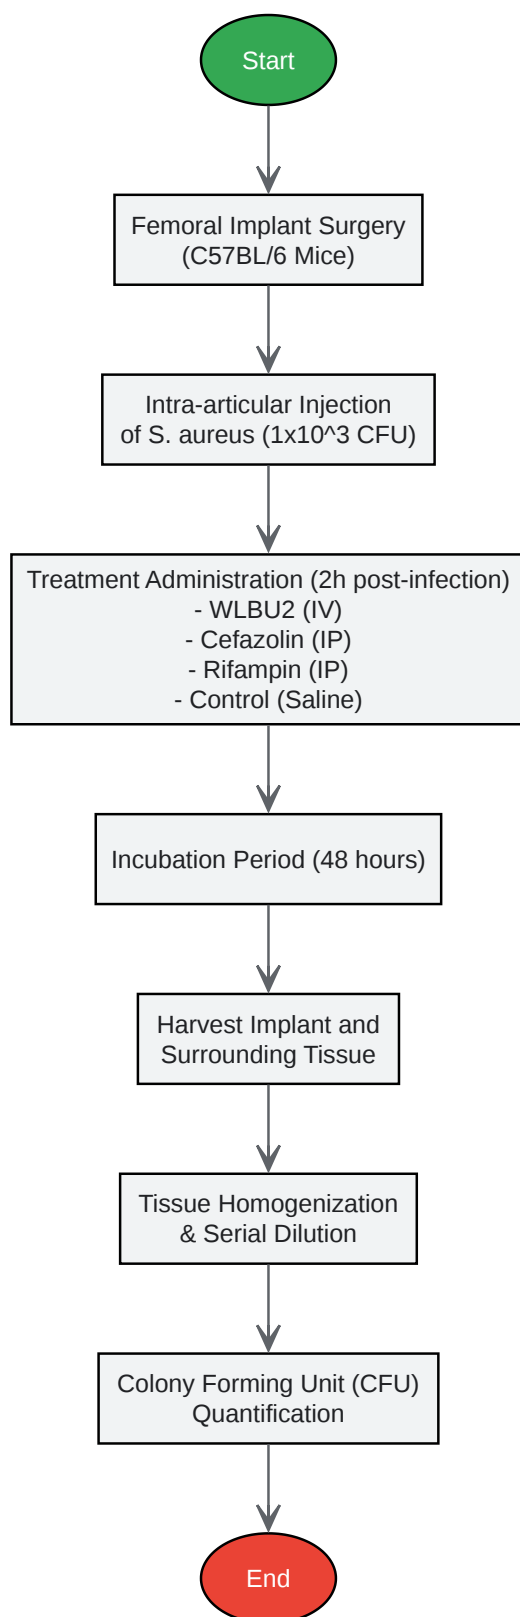 Start
Femoral Implant Surgery
(C57BL/6 Mice)
Intra-articular Injection
of S. aureus (1x10^3 CFU)
Treatment Administration (2h post-infection)
- WLBU2 (IV)
- Cefazolin (IP)
- Rifampin (IP)
- Control (Saline)
Incubation Period (48 hours)
Harvest Implant and
Surrounding Tissue
Tissue Homogenization
& Serial Dilution
Colony Forming Unit (CFU)
Quantification
End